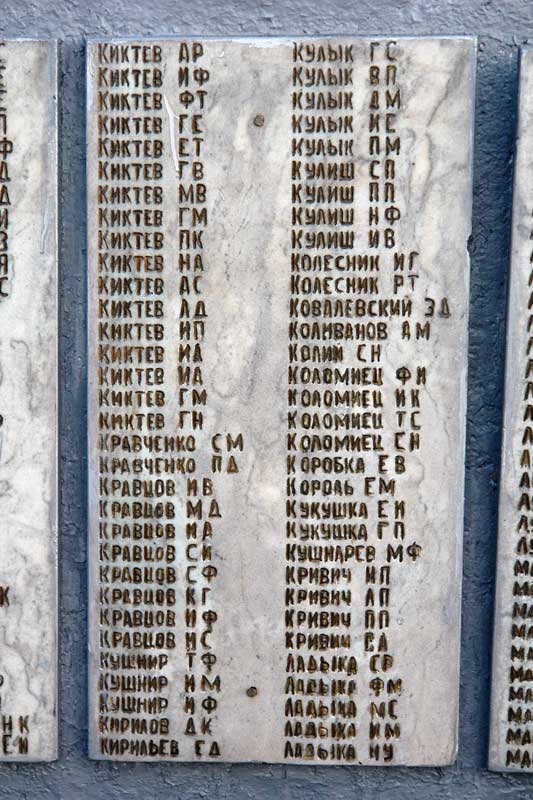 КИКТЕВ АР
КИКТЕВ ИФ
КИКТЕВ ФТ
КИКТЕВ ГЕ
КИКТЕВ ЕТ
КИКТЕВ ГВ
КИКТЕВ МВ
КИКТЕВ ГМ
КИКТЕВ ПК
КИКТЕВ НА
КИКТЕВ АС
КИКТЕВ АД
КИКТЕВ ИП
КИКТЕВ ИА
КИКТЕВ ИА
КИКТЕВ ГМ
КИКТЕВ ГН
КРАВЧЕНКО СМ
КРАВЧЕНКО ПД
КРАВЦОВ ИВ
КРАВЦОВ МД
КРАВЦОВ ИА
КРАВЦОВ СИ
КРАВЦОВ СФ
КРАВЦОВ КГ
КРАВЦОВ ИФ
КРАВЦОВ ИС
КУШНИР ТФ
КУШНИР ИМ
КУШНИР ИФ
КИРИЛОВ ДК
КИРИЛЬЕВ ЕД
КУЛЫК ГС
КУЛЫК ВП
КУЛЫК ДМ
КУЛЫК ИЕ
КУЛЫК ПМ
КУЛИШ СП
КУЛИШ ПП
КУЛИШ НФ
КУЛИШ ИВ
КОЛЕСНИК ИГ
КОЛЕСНИК РТ
КОВАЛЕВСКИЙ ЭД
КОЛИВАНОВ АМ
КОЛИН СН
КОЛОМИЕЦ ФИ
КОЛОМИЕЦ ИК
КОЛОМИЕЦ ТС
КОЛОМИЕЦ СН
КОРОБКА ЕВ
КОРОЛЬ ЕМ
КУКУШКА ЕИ
КУКУШКА ГП
КУШНАРЕВ МФ
КРИВИЧ ИП
КРИВИЧ АП
КРИВИЧ ПП
КРИВИЧ ЕА
ЛАДЫКА СР
ЛАДЫКА ФМ
ЛАДЫКА МС
ЛАДЫКА ИМ
ЛАДЫКА ИУ